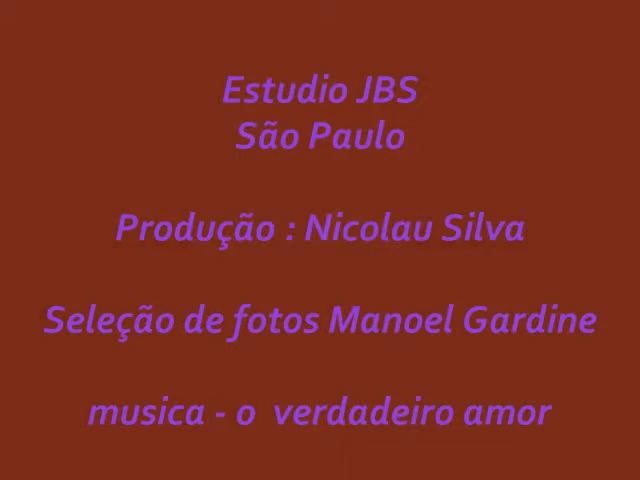 Estudio JBS
São Paulo
Produção : Nicolau Silva
Seleção de fotos Manoel Gardine
musica - o  verdadeiro amor